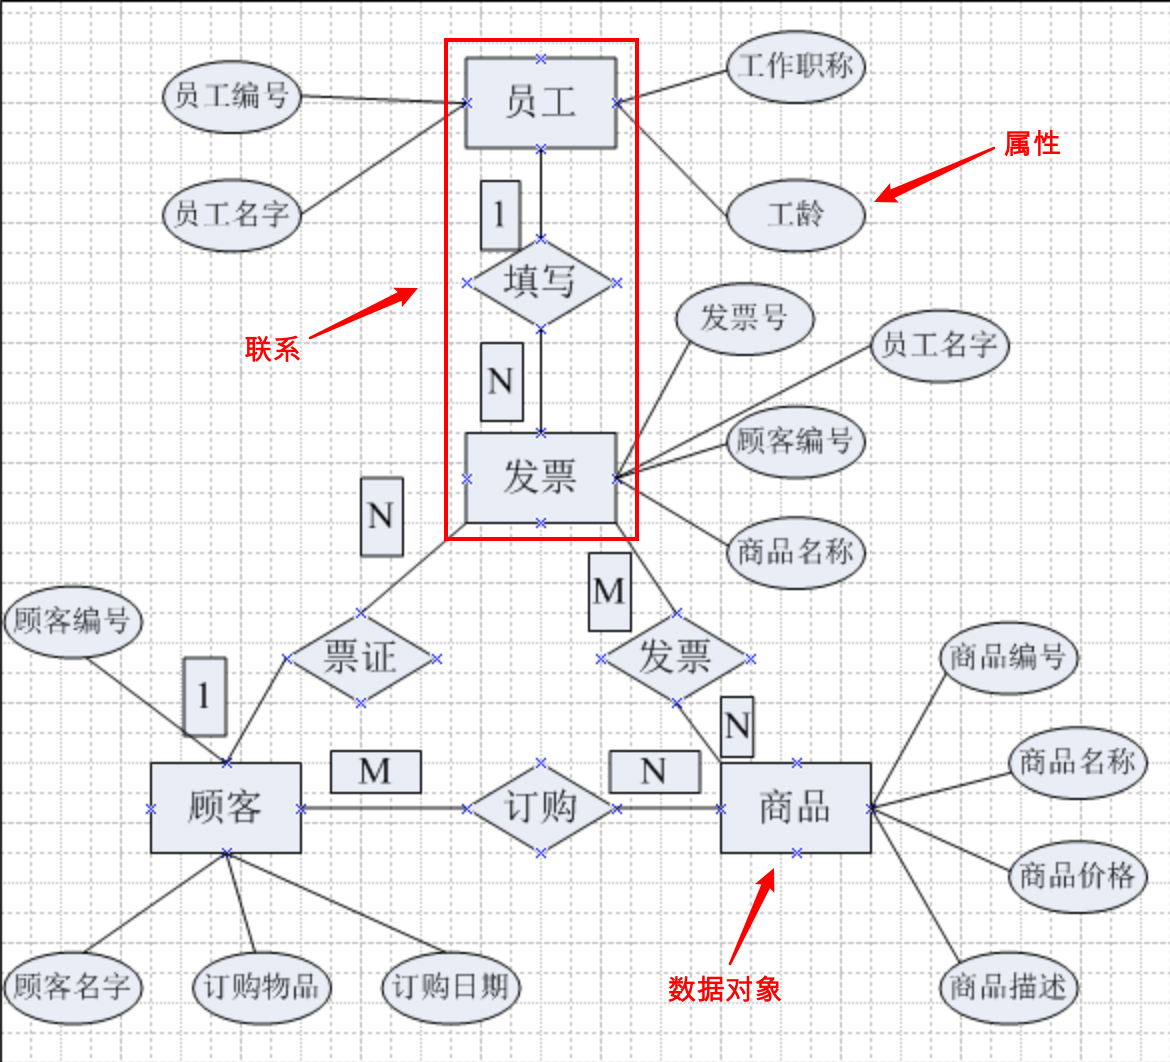 工作职称
员工编号
员工
属性
员工名字
1
工龄
填写
发票号
员工名字
联系
N
顾客编号
发票
N
商品名称
M
顾客编号
票证
发票
商品编号
1
N
商品名称
M
N
顾客
订购
商品
商品价格
顾客名字
订购物品
订购日期
数据对象
商品描述